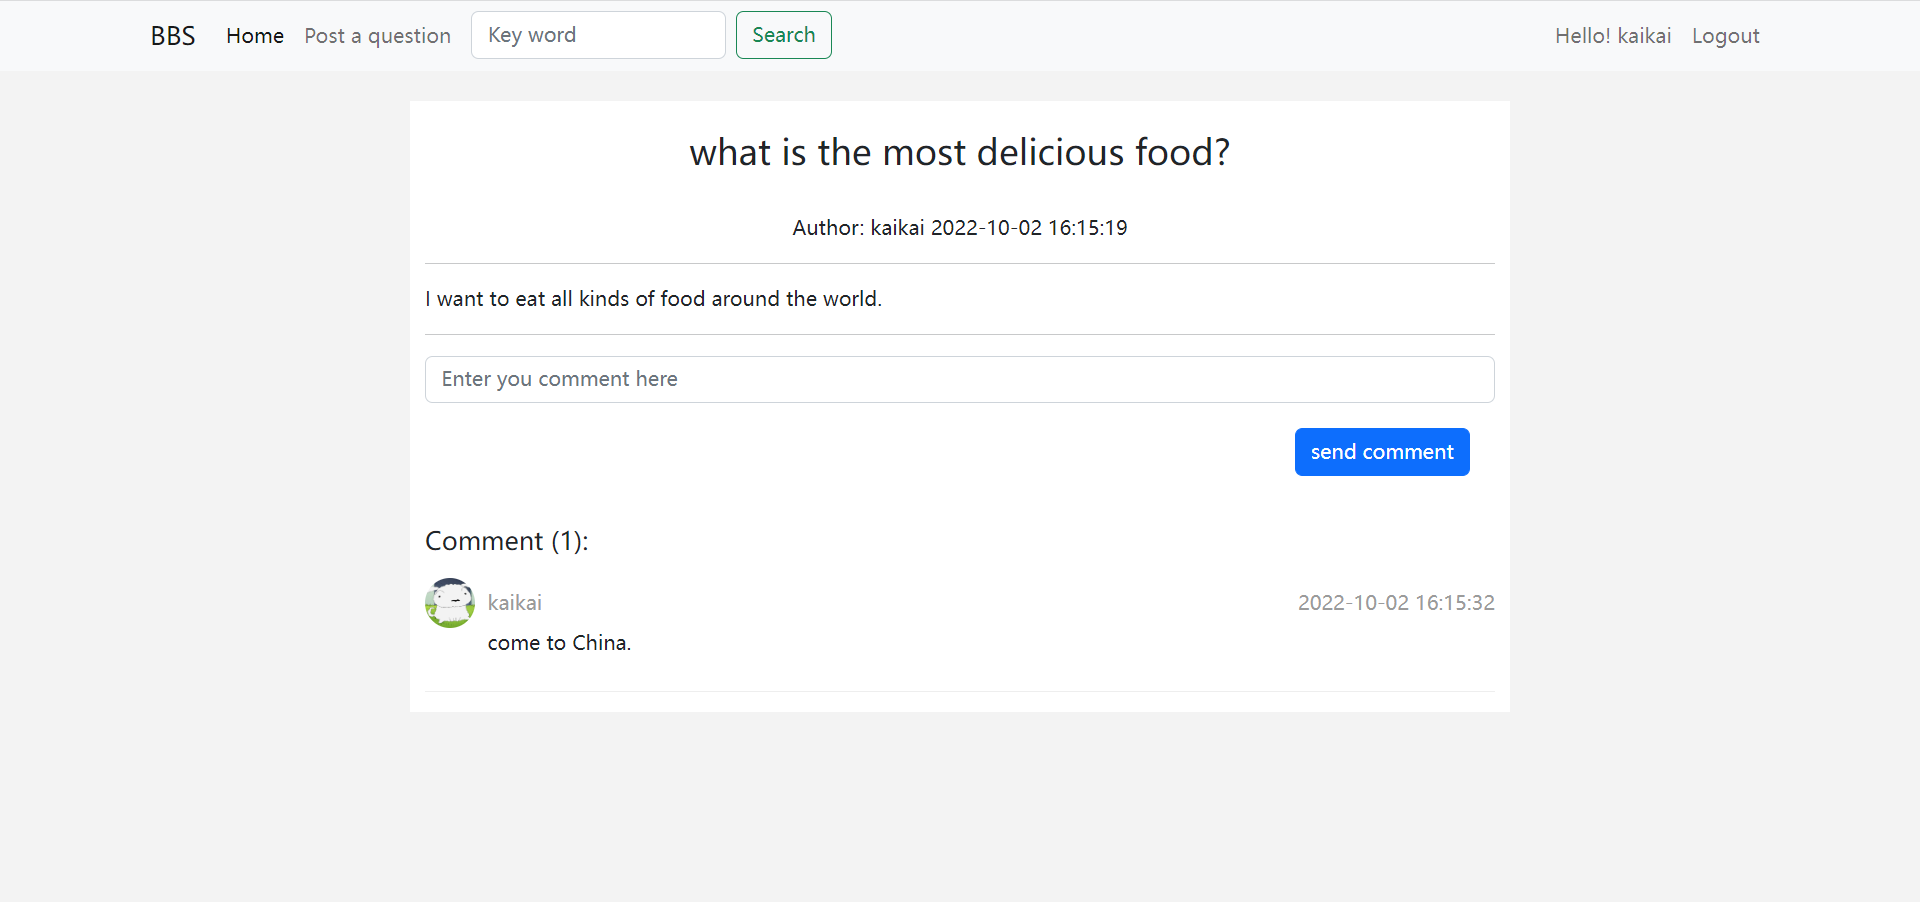 BBS Home Post a question Key word Search Hello! kaikai Logout
what is the most delicious food?
Author: kaikai 2022-10-02 16:15:19
I want to eat all kinds of food around the world.
Enter you comment here
send comment
Comment (1):
kaikai 2022-10-02 16:15:32
come to China.